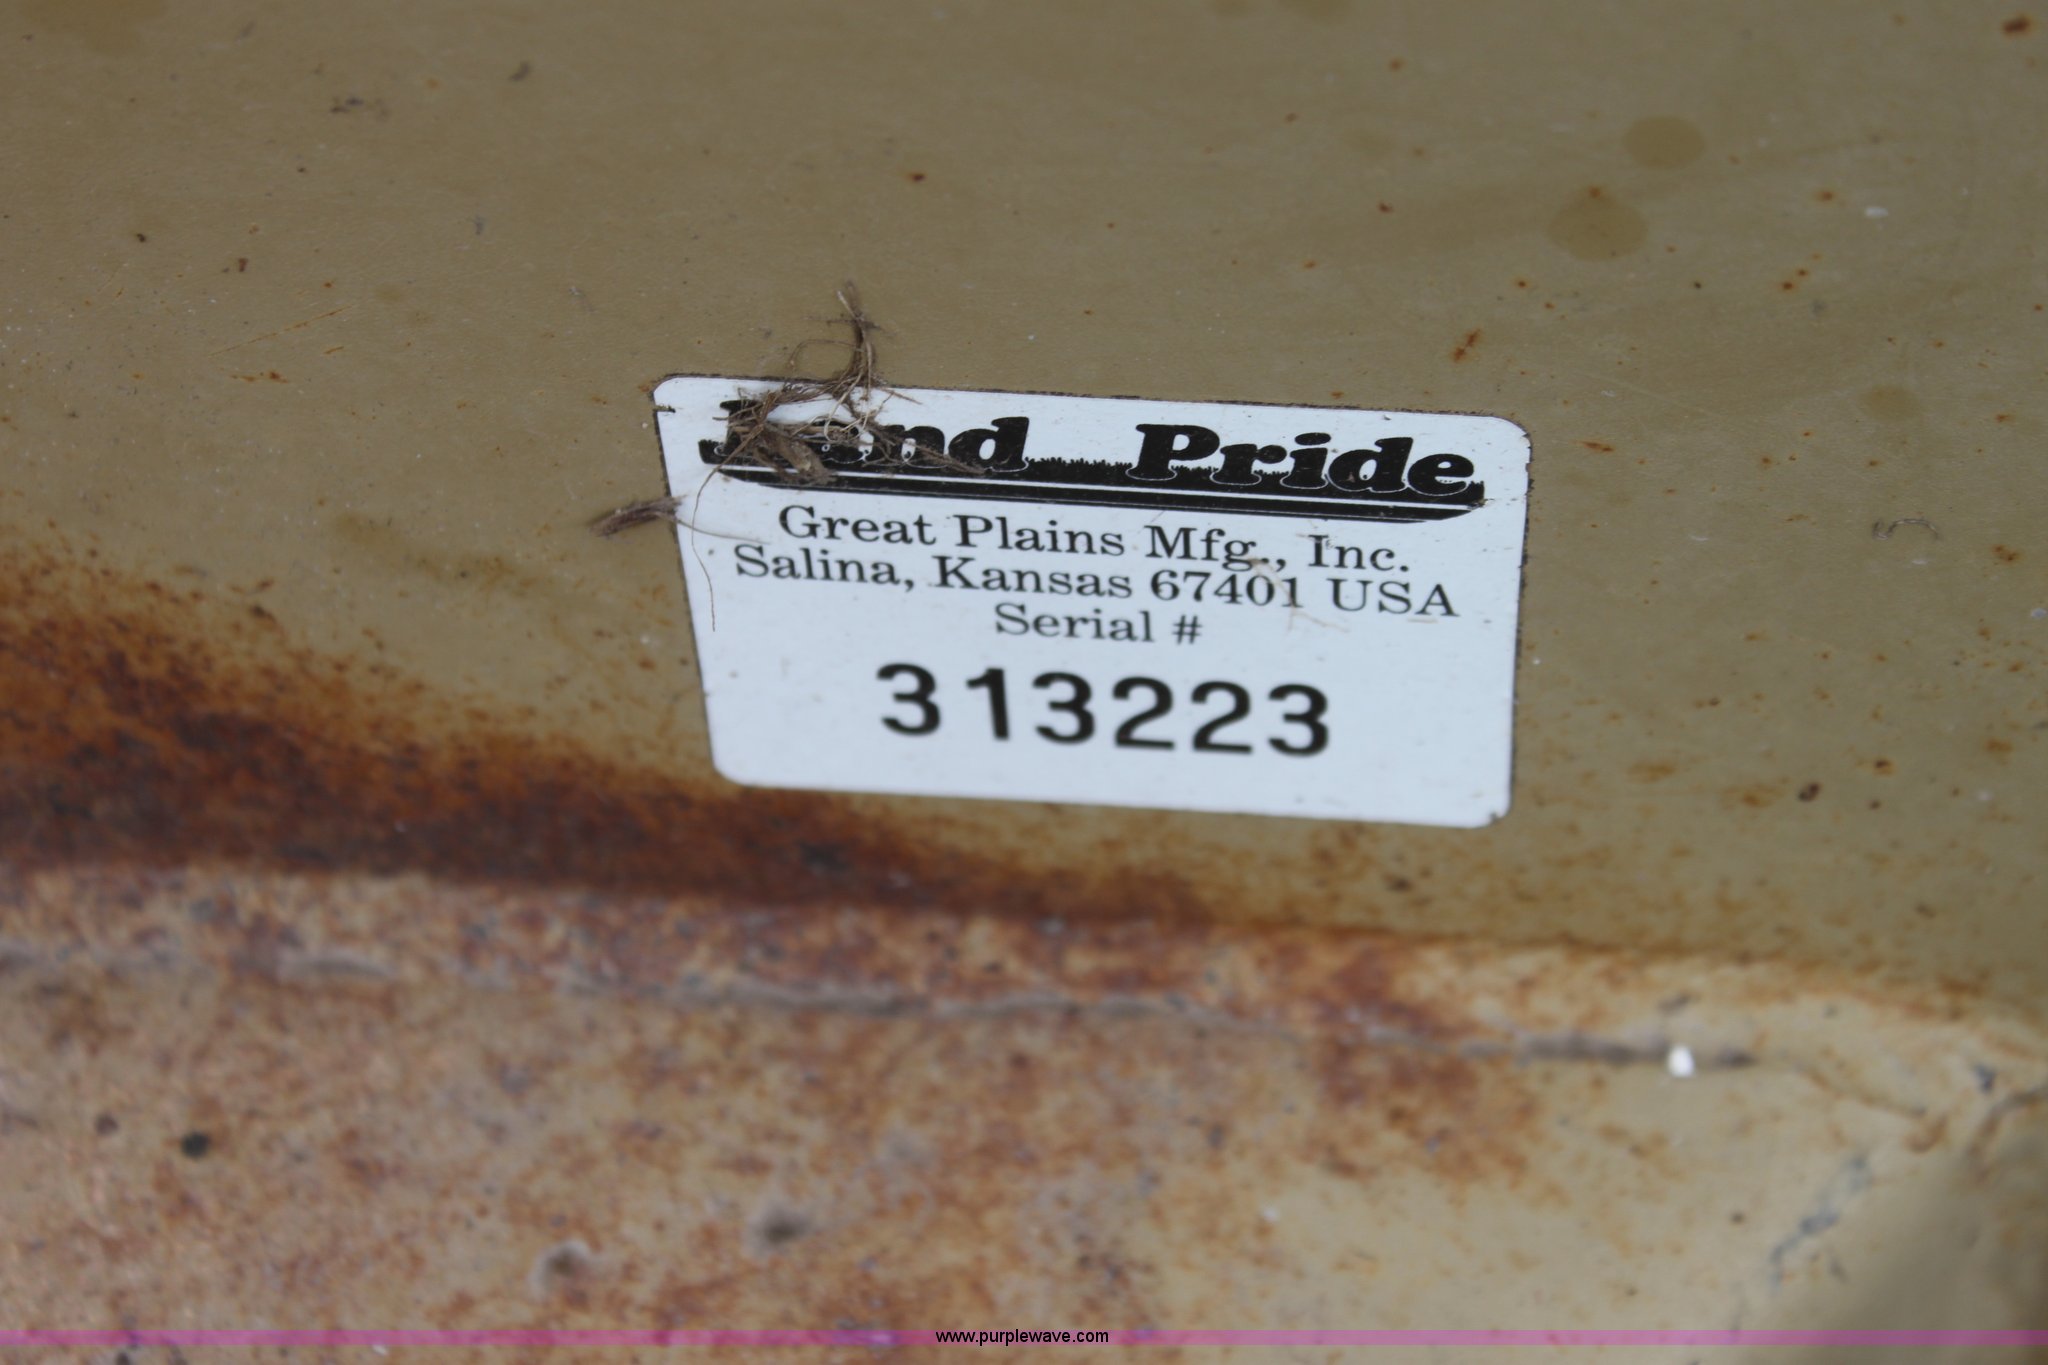 Land Pride
Great Plains Mfg., Inc.
Salina, Kansas 67401 USA
Serial #
313223
www.purplewave.com